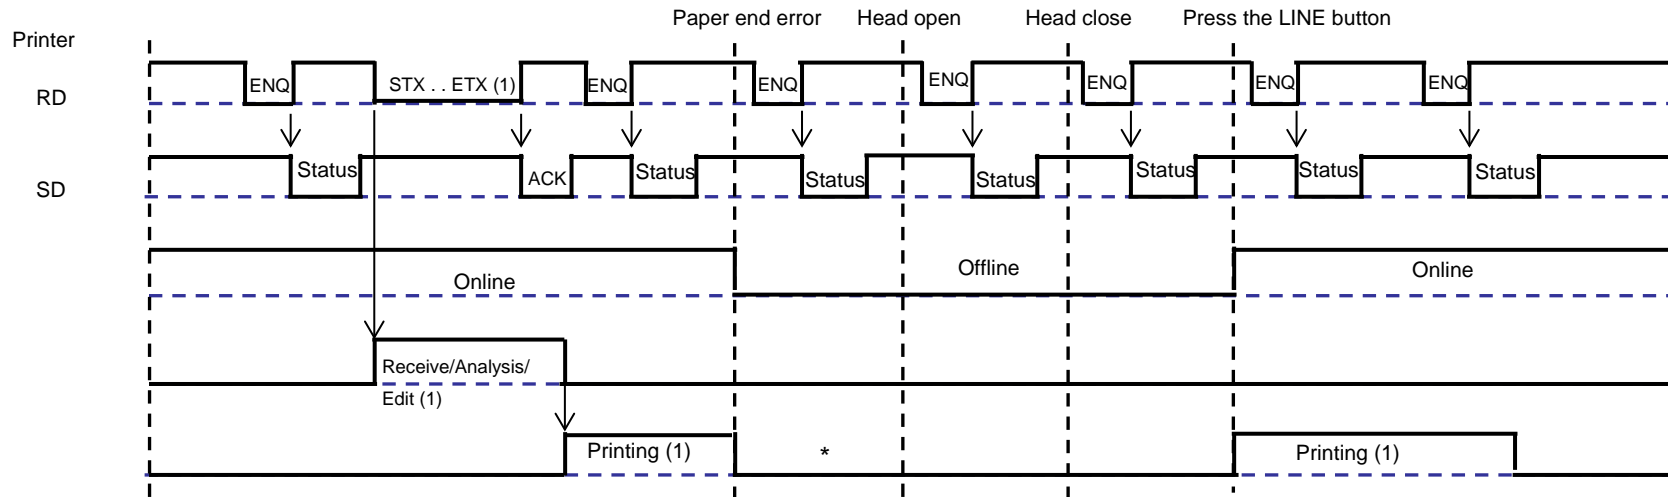 Paper end error Head open Head close Press the LINE button
Printer
RD ENQ STX . . ETX (1) ENQ ENQ ENQ ENQ ENQ ENQ
SD Status ACK Status Status Status Status Status Status
Online Offline Online
Receive/Analysis/
Edit (1)
Printing (1) * Printing (1)